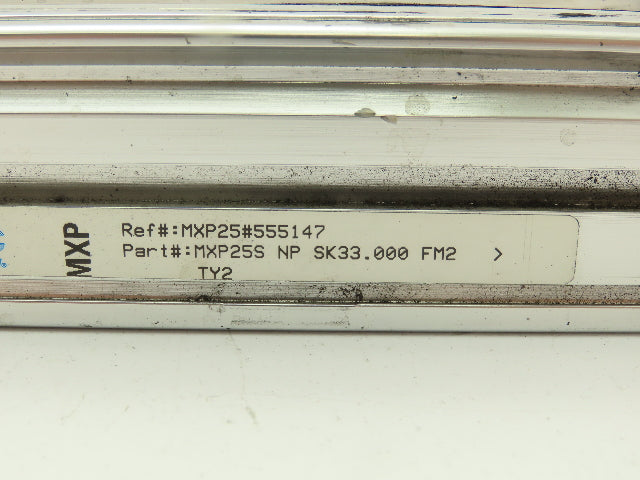 MXP
Ref#:MXP25#555147
Part#:MXP25S NP SK33.000 FM2 >
TY2